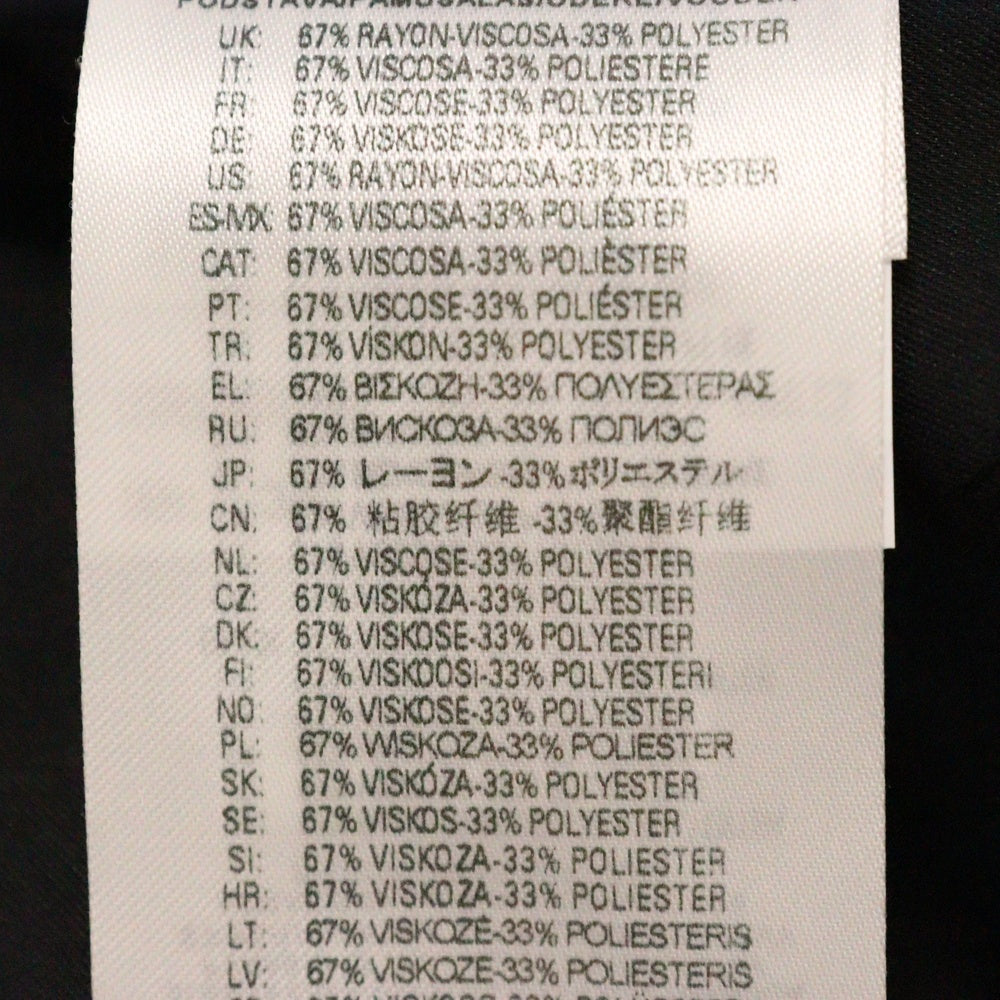 UK: 67% RAYON-VISCOSA-33% POLYESTER
IT: 67% VISCOSA-33% POLIESTERE
FR: 67% VISCOSE-33% POLYESTER
DE: 67% VISKOSE-33% POLYESTER
US 67% RAYON-VISCOSA-33% POLYESTER
ES-MX: 67% VISCOSA-33% POLIÉSTER
CAT: 67% VISCOSA-33% POLIÈSTER
PT: 67% VISCOSE-33% POLIÉSTER
TR: 67% VİSKON-33% POLYESTER
EL: 67% ΒΙΣΚΟΖΗ-33% ΠΟΛΥΕΣΤΕΡΑΣ
RU: 67% ВИСКОЗА-33% ПОЛИЭС
JP: 67% レーヨン -33%ポリエステル
CN: 67% 粘胶纤维 -33%聚酯纤维
NL: 67% VISCOSE-33% POLYESTER
CZ: 67% VISKÓZA-33% POLYESTER
DK: 67% VISKOSE-33% POLYESTER
FI: 67% VISKOOSI-33% POLYESTERI
NO: 67% VISKOSE-33% POLYESTER
PL: 67% WISKOZA-33% POLIESTER
SK: 67% VISKÓZA-33% POLYESTER
SE: 67% VISKOS-33% POLYESTER
SI: 67% VISKOZA-33% POLIESTER
HR: 67% VISKOZA-33% POLIESTER
LT: 67% VISKOZĖ-33% POLIESTERIS
LV: 67% VISKOZE-33% POLIESTERIS